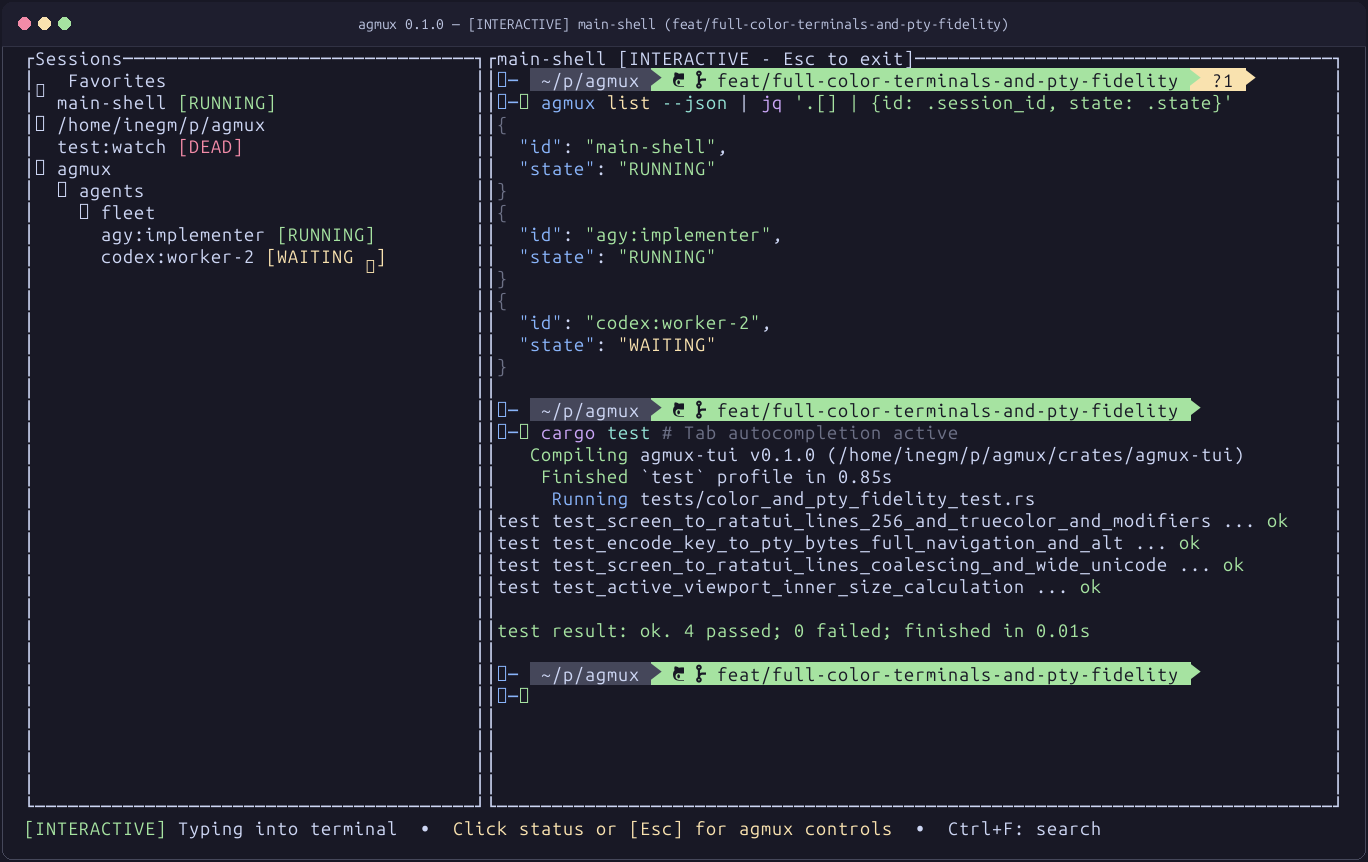 agmux 0.1.0 — [INTERACTIVE] main-shell (feat/full-color-terminals-and-pty-fidelity)
Sessions
Favorites
main-shell [RUNNING]
/home/inegm/p/agmux
test:watch [DEAD]
agmux
agents
fleet
agy:implementer [RUNNING]
codex:worker-2 [WAITING ]
main-shell [INTERACTIVE - Esc to exit]
~/p/agmux feat/full-color-terminals-and-pty-fidelity ?1
agmux list --json | jq '.[] | {id: .session_id, state: .state}'
{
"id": "main-shell",
"state": "RUNNING"
}
{
"id": "agy:implementer",
"state": "RUNNING"
}
{
"id": "codex:worker-2",
"state": "WAITING"
}
~/p/agmux feat/full-color-terminals-and-pty-fidelity
cargo test # Tab autocompletion active
Compiling agmux-tui v0.1.0 (/home/inegm/p/agmux/crates/agmux-tui)
Finished `test` profile in 0.85s
Running tests/color_and_pty_fidelity_test.rs
test test_screen_to_ratatui_lines_256_and_truecolor_and_modifiers ... ok
test test_encode_key_to_pty_bytes_full_navigation_and_alt ... ok
test test_screen_to_ratatui_lines_coalescing_and_wide_unicode ... ok
test test_active_viewport_inner_size_calculation ... ok
test result: ok. 4 passed; 0 failed; finished in 0.01s
~/p/agmux feat/full-color-terminals-and-pty-fidelity
[INTERACTIVE] Typing into terminal • Click status or [Esc] for agmux controls • Ctrl+F: search